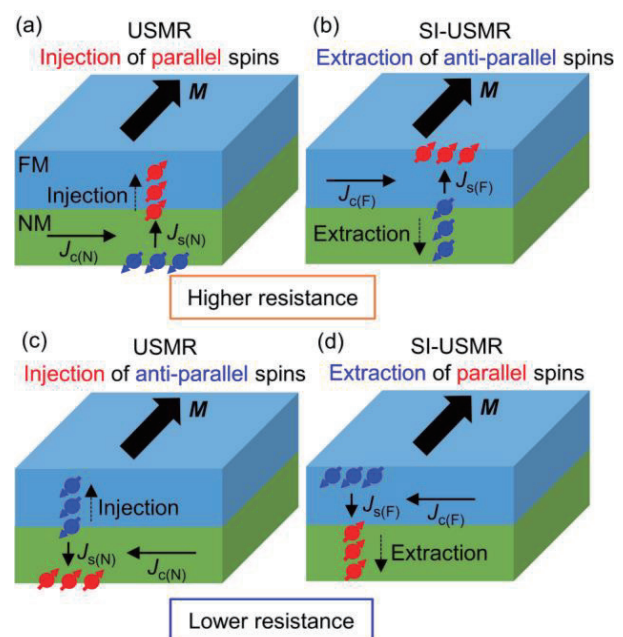 (a) USMR
Injection of parallel spins
M
FM
Injection
NM
Js(N)
Jc(N)
(b) SI-USMR
Extraction of anti-parallel spins
M
Jc(F)
Js(F)
Extraction
Higher resistance
(c) USMR
Injection of anti-parallel spins
M
Injection
Js(N)
Jc(N)
(d) SI-USMR
Extraction of parallel spins
M
Js(F)
Jc(F)
Extraction
Lower resistance